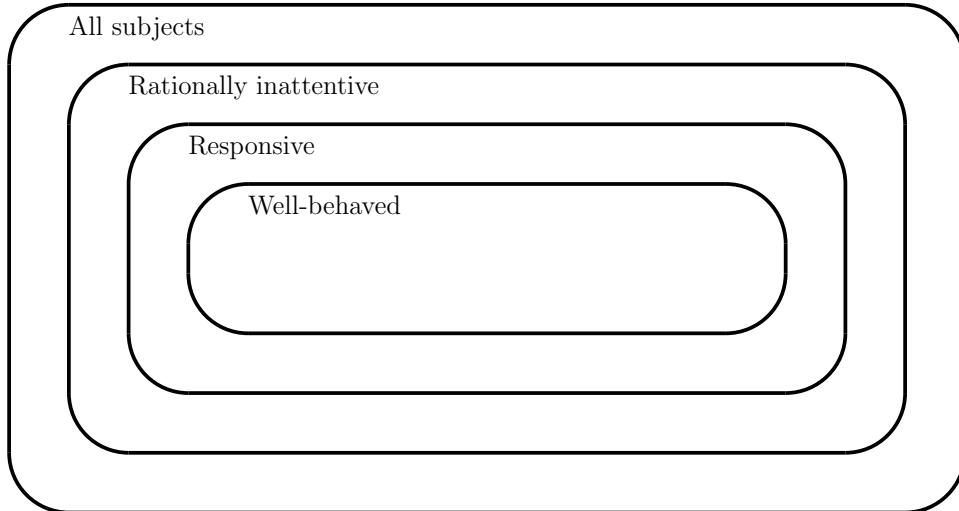 All subjects
Rationally inattentive
Responsive
Well-behaved